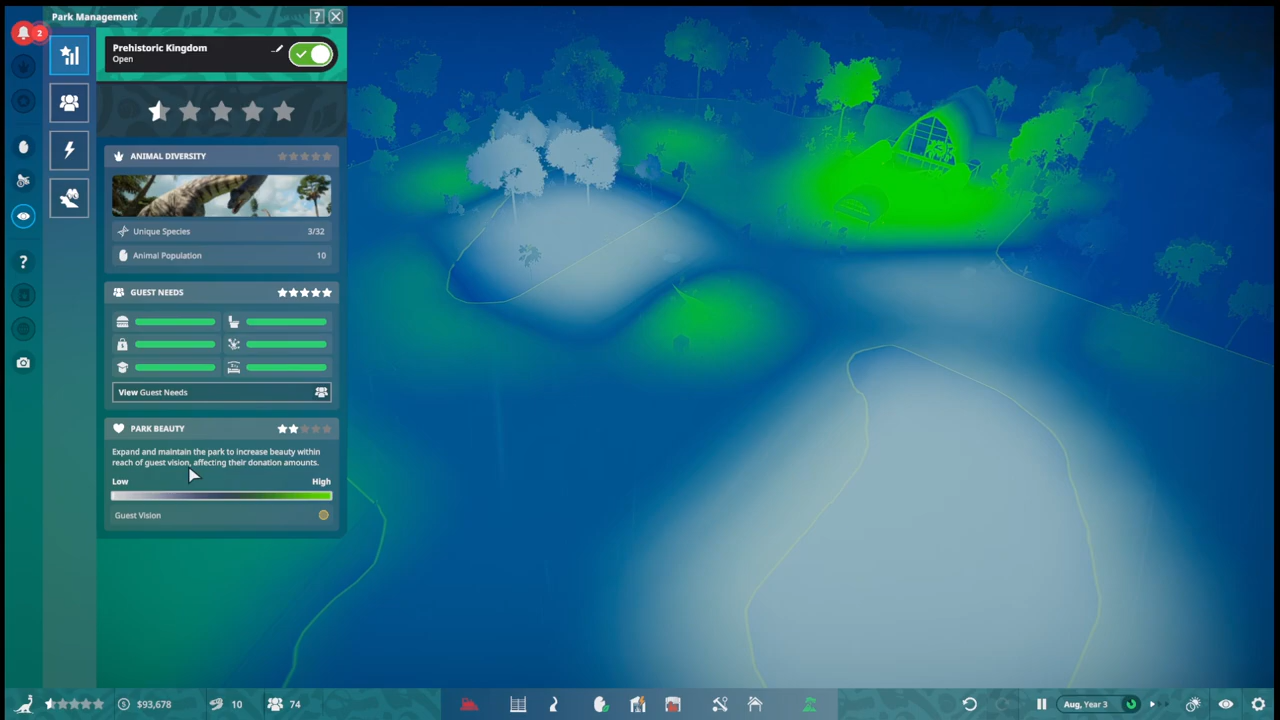 Park Management
?
2
Prehistoric Kingdom
Open
ANIMAL DIVERSITY
Unique Species 3/32
Animal Population 10
GUEST NEEDS
View Guest Needs
PARK BEAUTY
Expand and maintain the park to increase beauty within
reach of guest vision, affecting their donation amounts.
Low High
Guest Vision
?
$93,678 10 74 Aug, Year 3